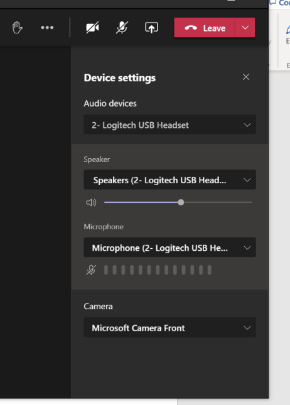 Leave
Device settings
Audio devices
2- Logitech USB Headset
Speaker
Speakers (2- Logitech USB Head...
Microphone
Microphone (2- Logitech USB He...
Camera
Microsoft Camera Front